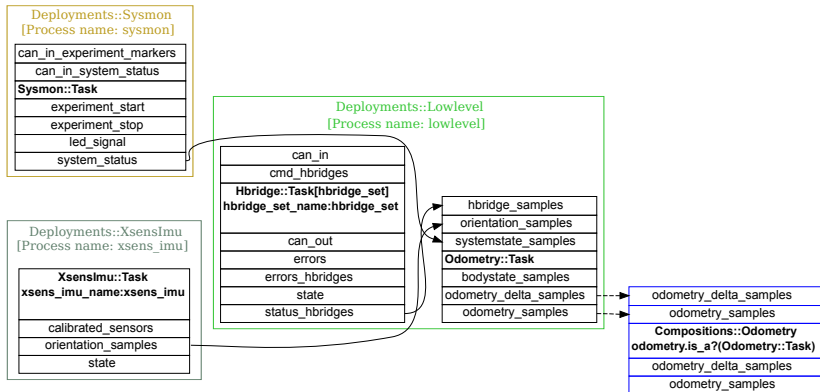 Deployments::Sysmon
[Process name: sysmon]
can_in_experiment_markers
can_in_system_status
Sysmon::Task
experiment_start
experiment_stop
led_signal
system_status
Deployments::XsensImu
[Process name: xsens_imu]
XsensImu::Task
xsens_imu_name:xsens_imu
calibrated_sensors
orientation_samples
state
Deployments::Lowlevel
[Process name: lowlevel]
can_in
cmd_hbridges
Hbridge::Task[hbridge_set]
hbridge_set_name:hbridge_set
can_out
errors
errors_hbridges
state
status_hbridges
hbridge_samples
orientation_samples
systemstate_samples
Odometry::Task
bodystate_samples
odometry_delta_samples
odometry_samples
odometry_delta_samples
odometry_samples
Compositions::Odometry
odometry.is_a?(Odometry::Task)
odometry_delta_samples
odometry_samples